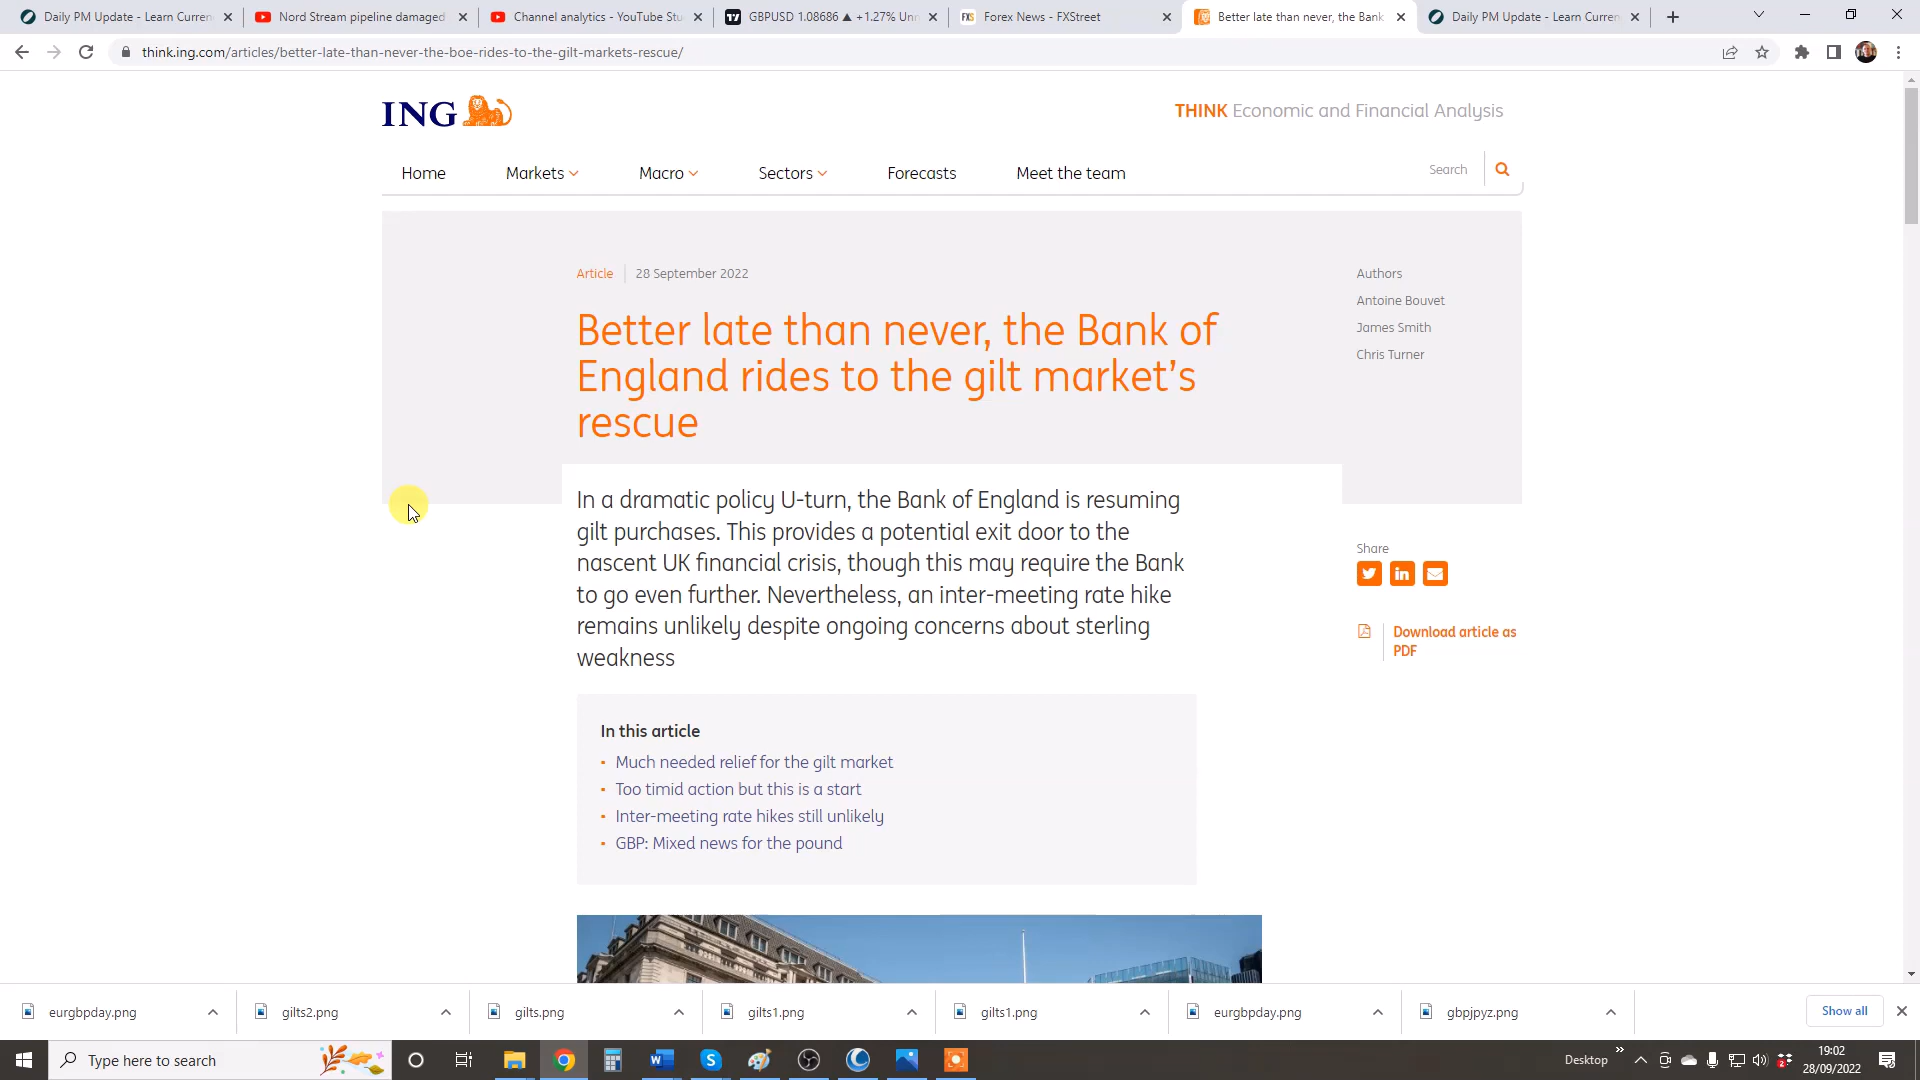 Daily PM Update - Learn Curren
Nord Stream pipeline damaged
Channel analytics - YouTube Stu
GBPUSD 1.08686 ▲ +1.27% Unn
Forex News - FXStreet
Better late than never, the Bank
Daily PM Update - Learn Curren
think.ing.com/articles/better-late-than-never-the-boe-rides-to-the-gilt-markets-rescue/
ING
THINK Economic and Financial Analysis
Home
Markets
Macro
Sectors
Forecasts
Meet the team
Search
Article
28 September 2022
Better late than never, the Bank of
England rides to the gilt market’s
rescue
Authors
Antoine Bouvet
James Smith
Chris Turner
In a dramatic policy U-turn, the Bank of England is resuming
gilt purchases. This provides a potential exit door to the
nascent UK financial crisis, though this may require the Bank
to go even further. Nevertheless, an inter-meeting rate hike
remains unlikely despite ongoing concerns about sterling
weakness
Share
Download article as
PDF
In this article
Much needed relief for the gilt market
Too timid action but this is a start
Inter-meeting rate hikes still unlikely
GBP: Mixed news for the pound
eurgbpday.png
gilts2.png
gilts.png
gilts1.png
gilts1.png
eurgbpday.png
gbpjpyz.png
Show all
Type here to search
Desktop
19:02
28/09/2022